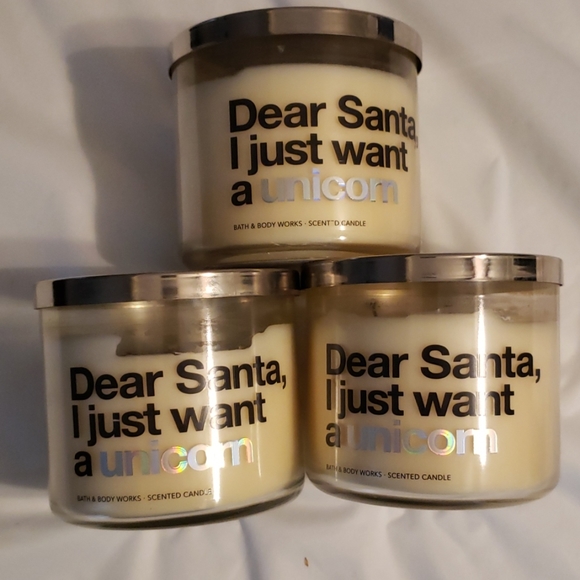 Dear Santa,
I just want
a unicorn
BATH & BODY WORKS · SCENTED CANDLE
Dear Santa,
I just want
a unicorn
BATH & BODY WORKS · SCENTED CANDLE
Dear Santa,
I just want
a unicorn
BATH & BODY WORKS · SCENTED CANDLE